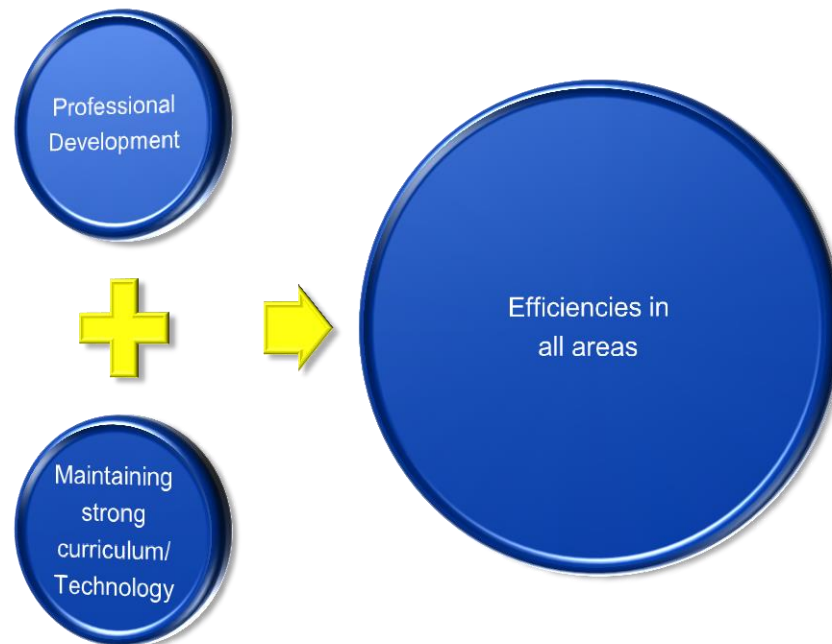 Professional
Development
Maintaining
strong
curriculum/
Technology
Efficiencies in
all areas